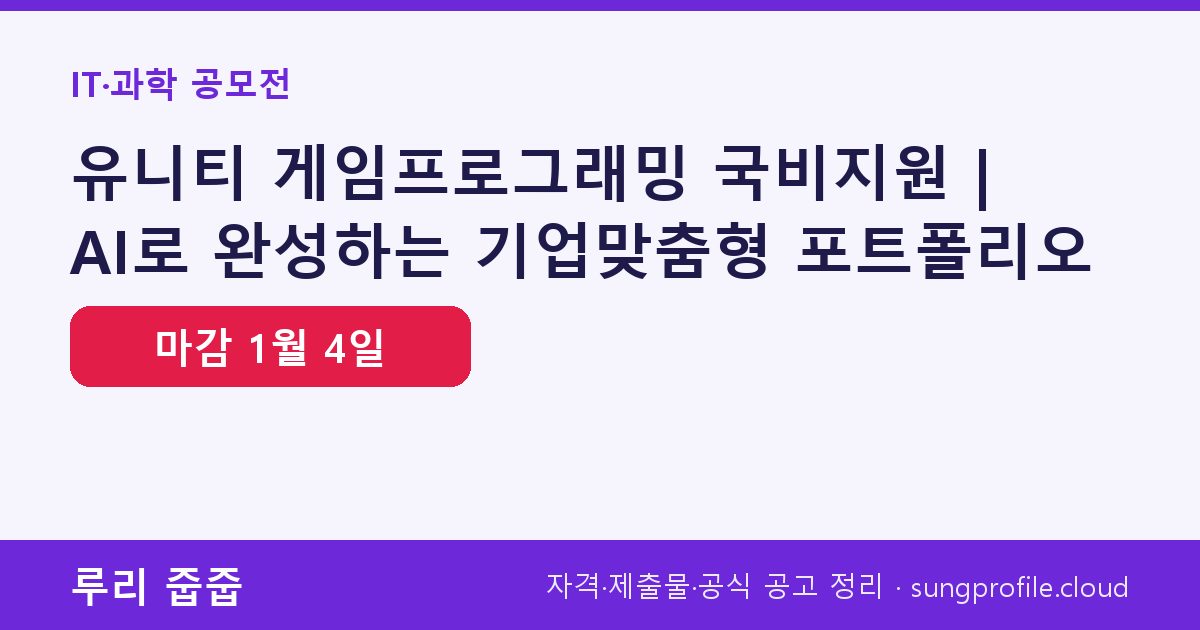 IT·과학 공모전
유니티 게임프로그래밍 국비지원 |
AI로 완성하는 기업맞춤형 포트폴리오
마감 1월 4일
루리 줍줍
자격·제출물·공식 공고 정리 · sungprofile.cloud